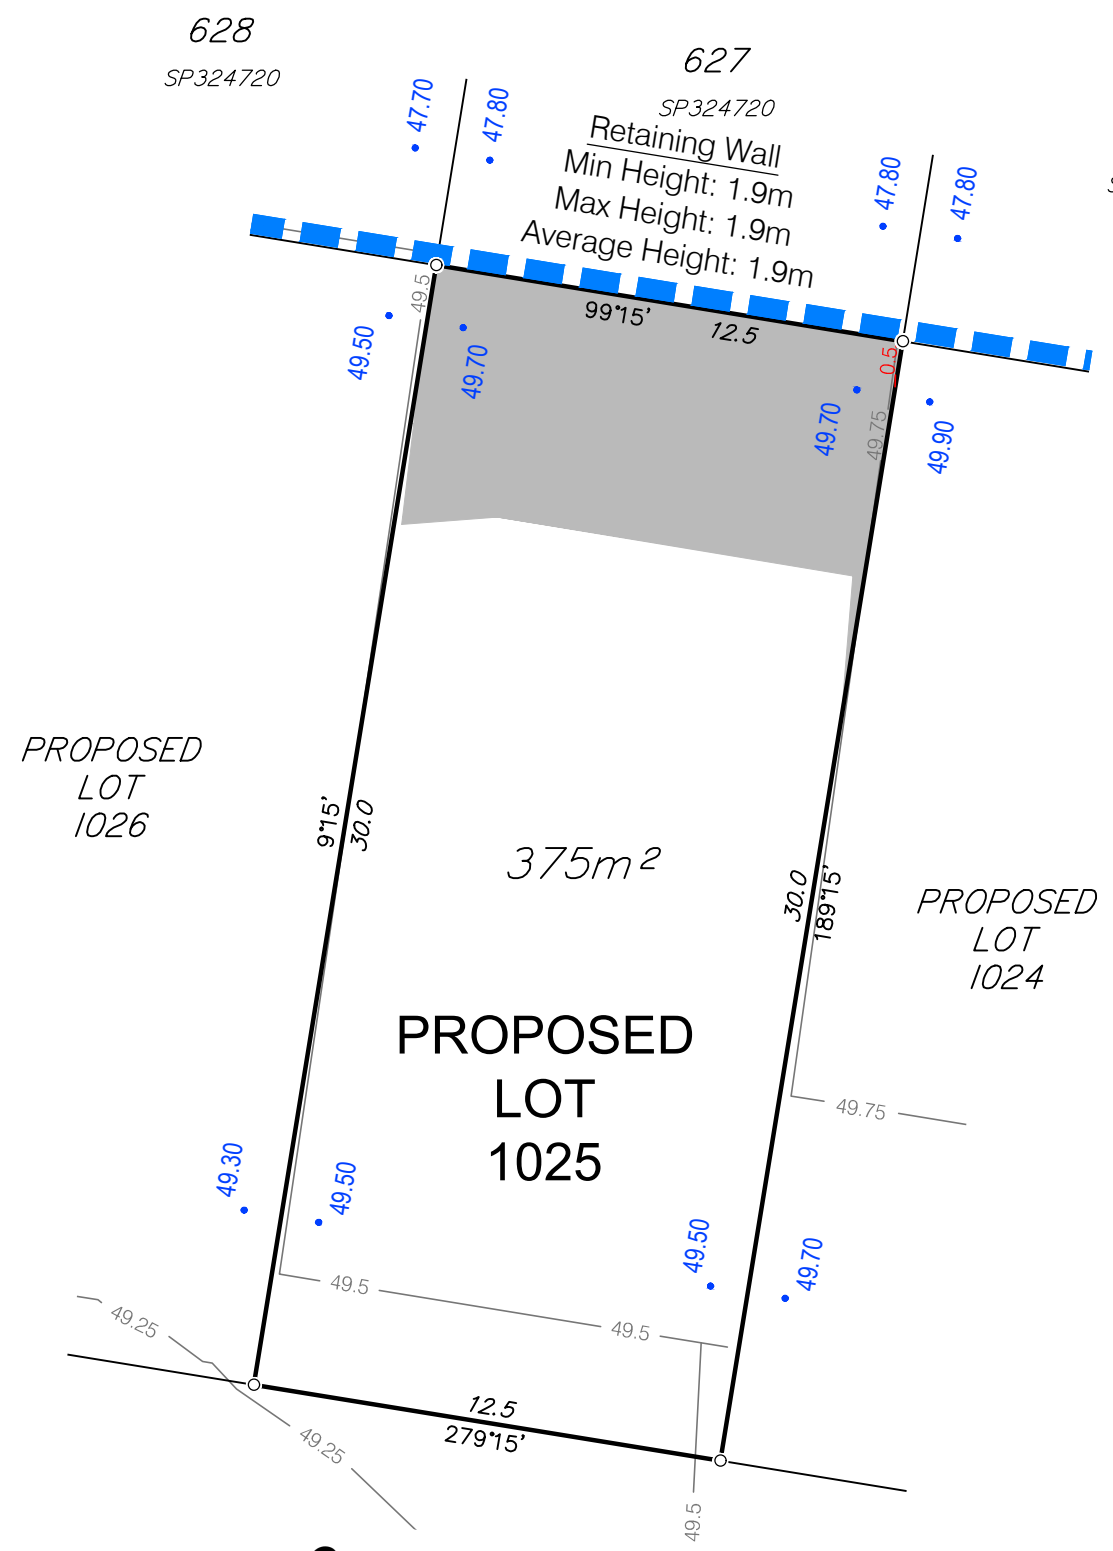 628
SP324720
627
SP324720
47.70
47.80
Retaining Wall
Min Height: 1.9m
Max Height: 1.9m
Average Height: 1.9m
47.80
47.80
49.5
99°15'
12.5
49.50
49.70
0.5
49.70
49.75
49.90
PROPOSED
LOT
1026
9°15'
30.0
375m²
30.0
189°15'
PROPOSED
LOT
1024
PROPOSED
LOT
1025
49.75
49.30
49.50
49.50
49.70
49.5
49.5
49.25
12.5
279°15'
49.25
49.5